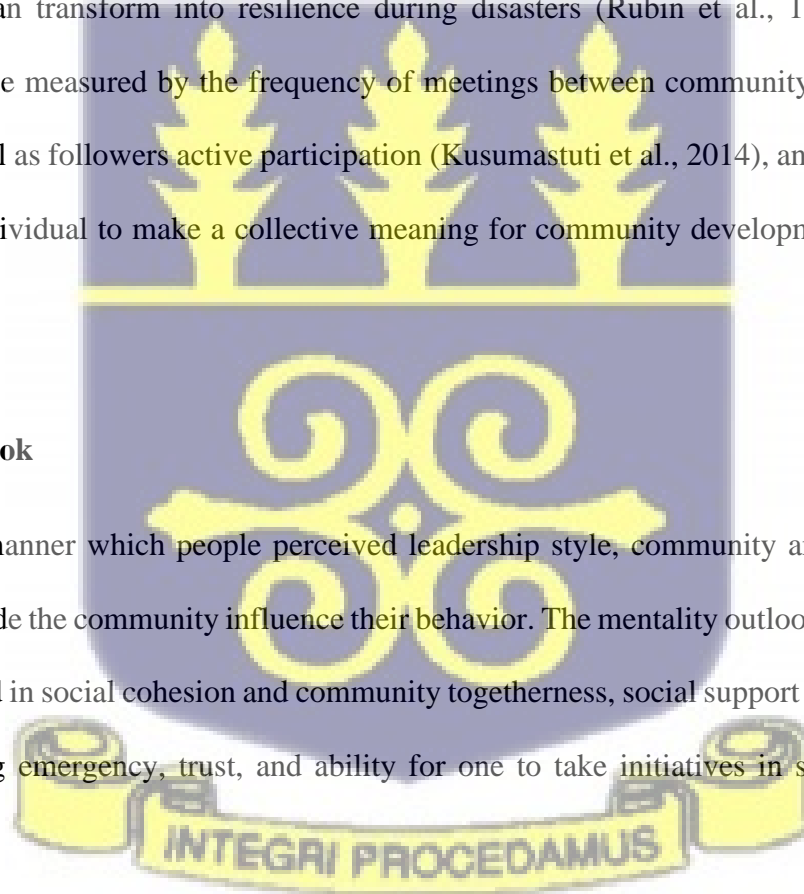 an transform into resilience during disasters (Rubin et al., 1
e measured by the frequency of meetings between community
l as followers active participation (Kusumastuti et al., 2014), an
ividual to make a collective meaning for community developm
ok
anner which people perceived leadership style, community a
de the community influence their behavior. The mentality outloo
d in social cohesion and community togetherness, social support
g emergency, trust, and ability for one to take initiatives in s
INTEGRI PROCEDAMUS